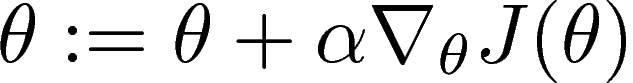 θ := θ + α∇_θ J(θ)